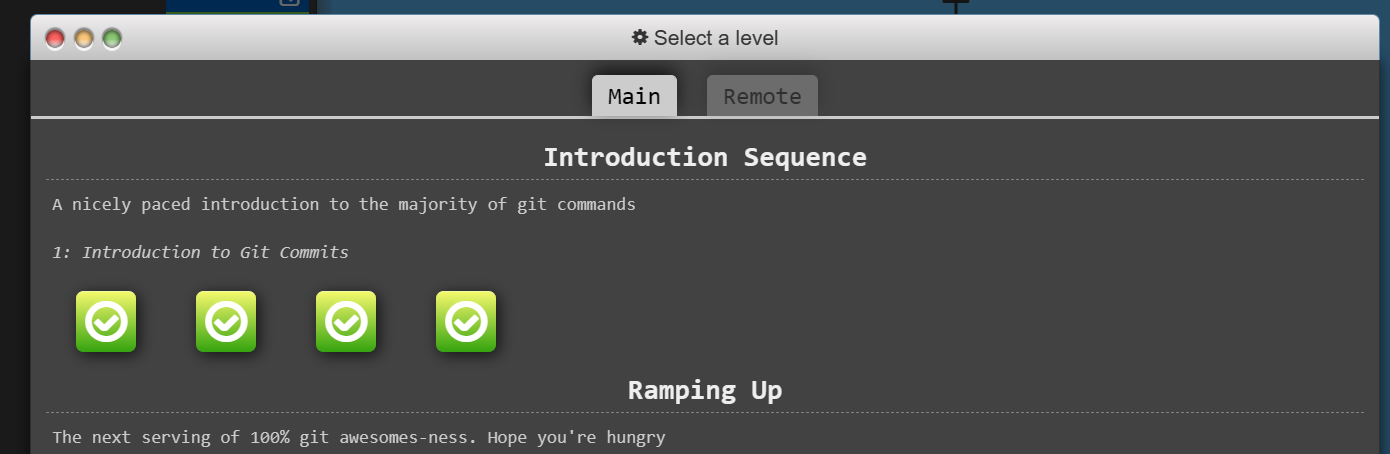 Select a level
Main
Remote
Introduction Sequence
A nicely paced introduction to the majority of git commands
1: Introduction to Git Commits
Ramping Up
The next serving of 100% git awesomes-ness. Hope you're hungry